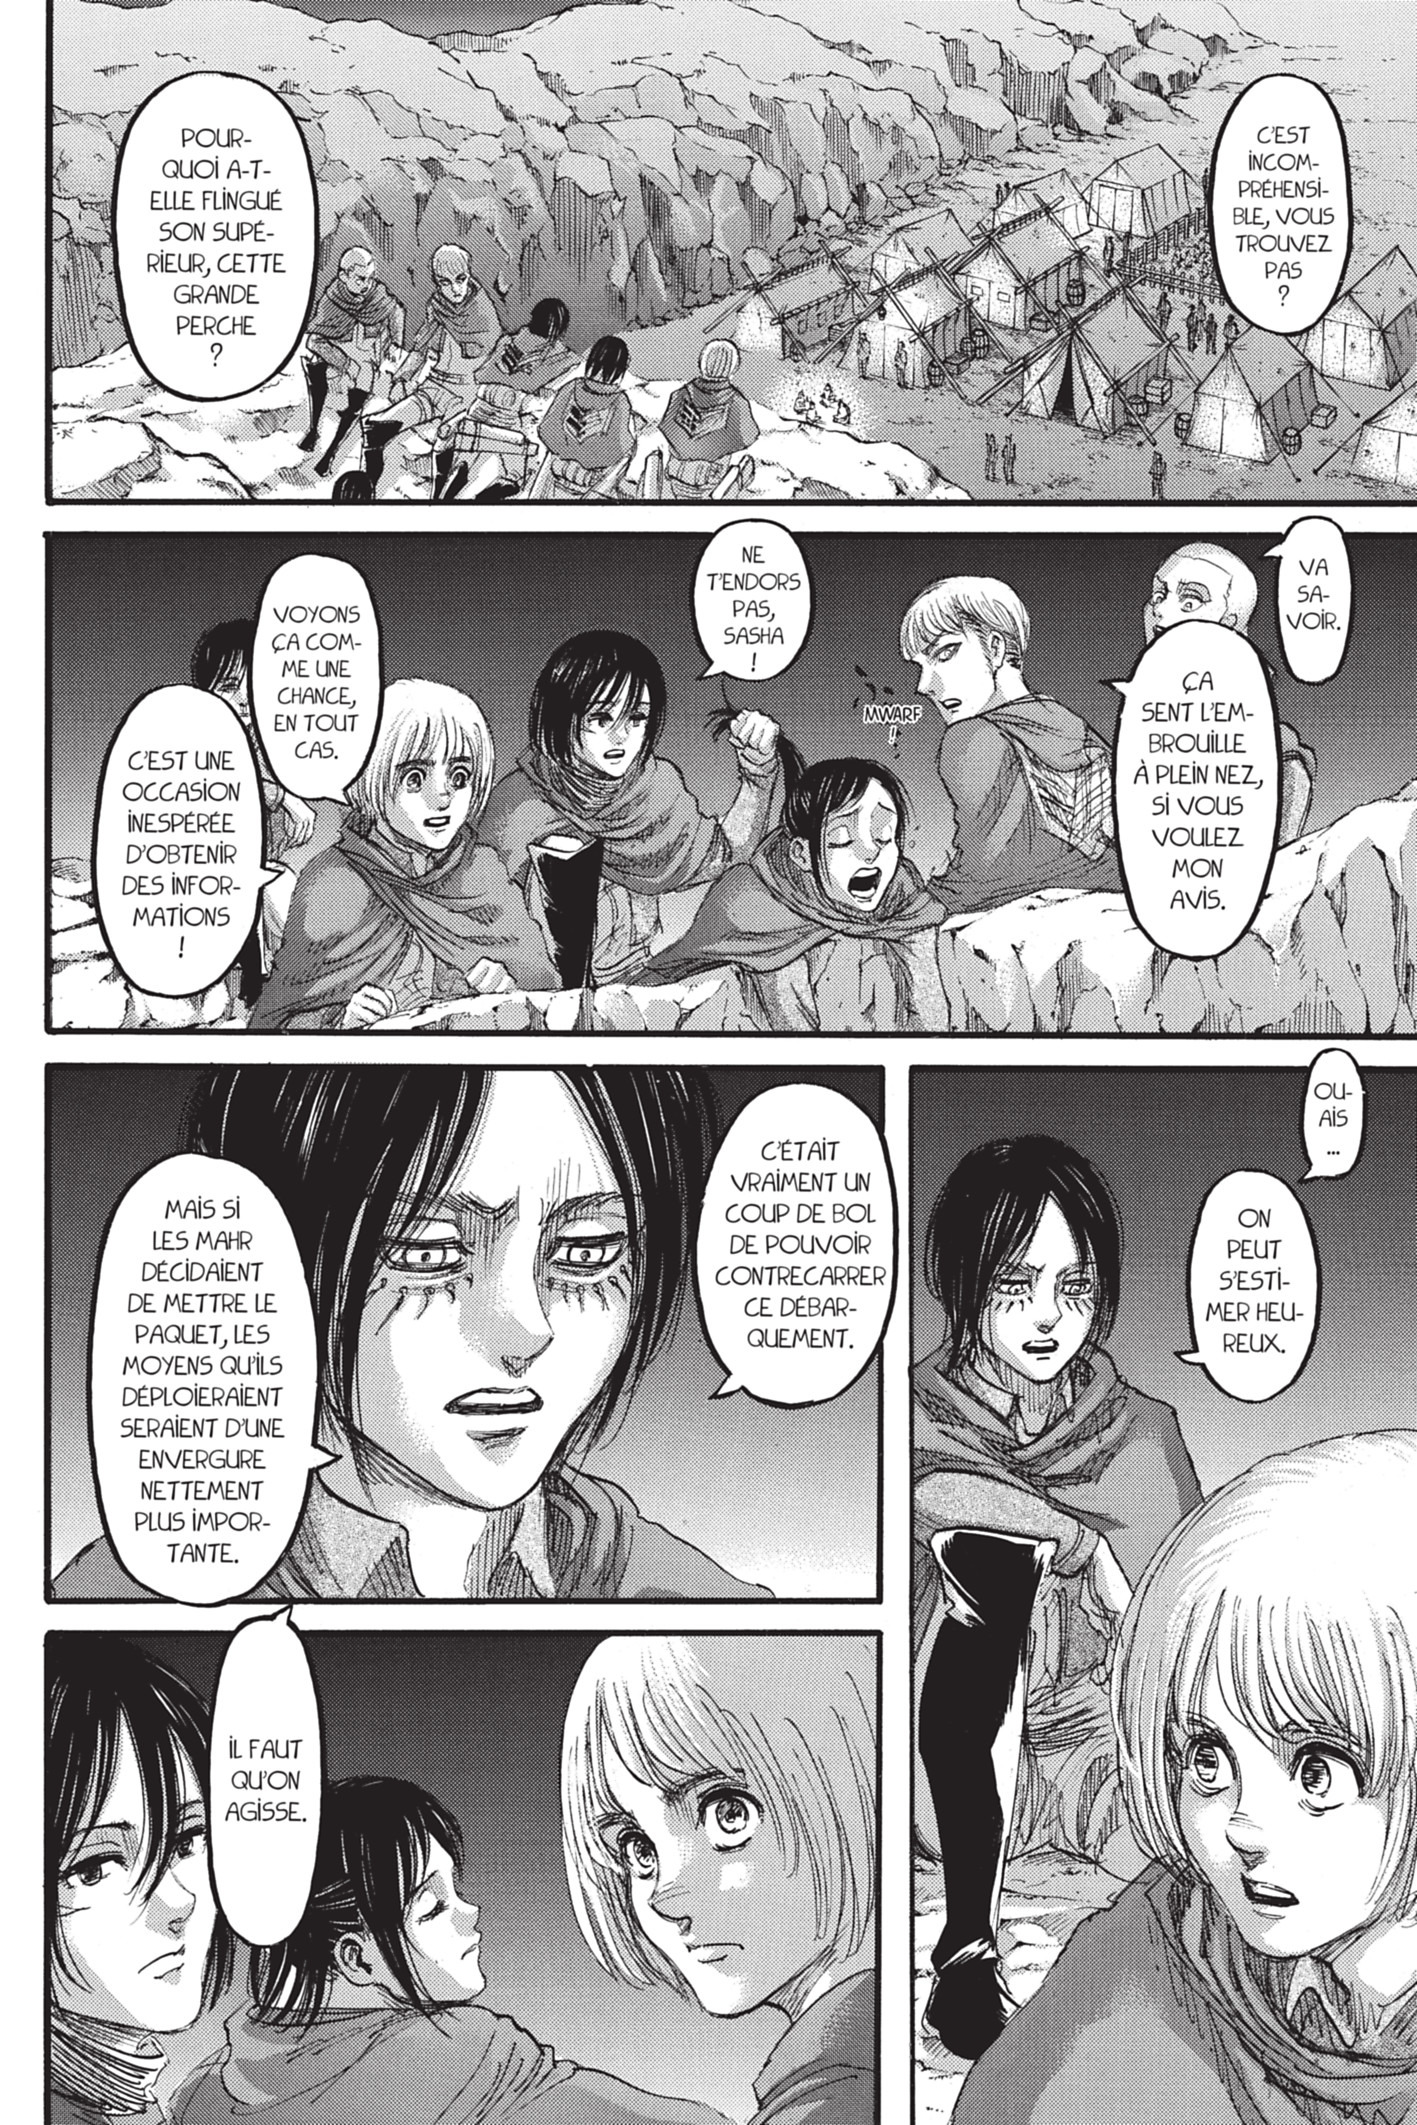 C'EST
INCOM-
PRÉHENSI-
BLE, VOUS
TROUVEZ
PAS
?
POUR-
QUOI A-T-
ELLE FLINGUÉ
SON SUPÉ-
RIEUR, CETTE
GRANDE
PERCHE
?
VA
SA-
VOIR.
ÇA
SENT L'EM-
BROUILLE
À PLEIN NEZ,
SI VOUS
VOULEZ
MON
AVIS.
NE
T'ENDORS
PAS,
SASHA
!
MWARF
!
VOYONS
ÇA COM-
ME UNE
CHANCE,
EN TOUT
CAS.
C'EST UNE
OCCASION
INESPÉRÉE
D'OBTENIR
DES INFOR-
MATIONS
!
OU-
AIS
...
ON
PEUT
S'ESTI-
MER HEU-
REUX.
C'ÉTAIT
VRAIMENT UN
COUP DE BOL
DE POUVOIR
CONTRECARRER
CE DÉBAR-
QUEMENT.
MAIS SI
LES MAHR
DÉCIDAIENT
DE METTRE LE
PAQUET, LES
MOYENS QU'ILS
DÉPLOIERAIENT
SERAIENT D'UNE
ENVERGURE
NETTEMENT
PLUS IMPOR-
TANTE.
IL FAUT
QU'ON
AGISSE.